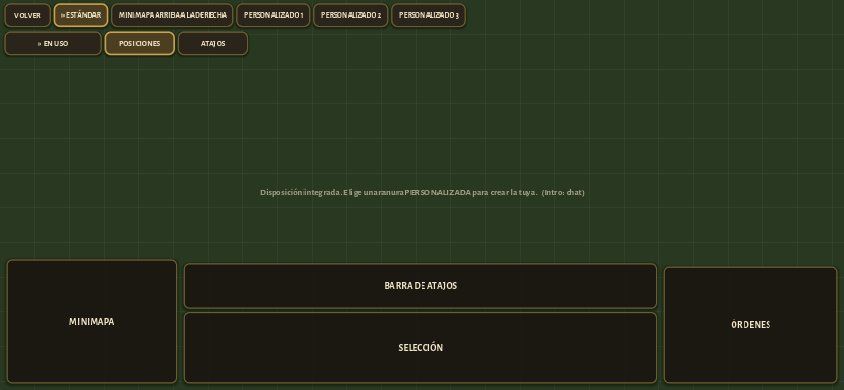 VOLVER » ESTÁNDAR MINIMAPA ARRIBA A LA DERECHA PERSONALIZADO 1 PERSONALIZADO 2 PERSONALIZADO 3
» EN USO POSICIONES ATAJOS
Disposición integrada. Elige una ranura PERSONALIZADA para crear la tuya. (Intro: chat)
BARRA DE ATAJOS
MINIMAPA
ÓRDENES
SELECCIÓN